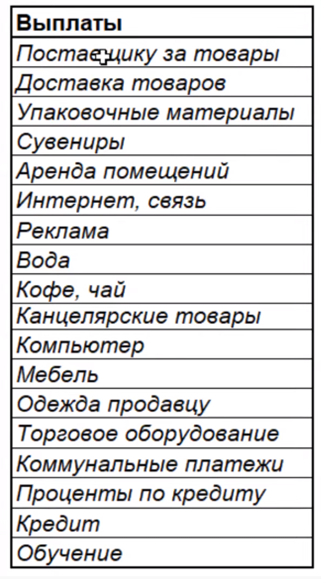 Выплаты
Поставщику за товары
Доставка товаров
Упаковочные материалы
Сувениры
Аренда помещений
Интернет, связь
Реклама
Вода
Кофе, чай
Канцелярские товары
Компьютер
Мебель
Одежда продавцу
Торговое оборудование
Коммунальные платежи
Проценты по кредиту
Кредит
Обучение